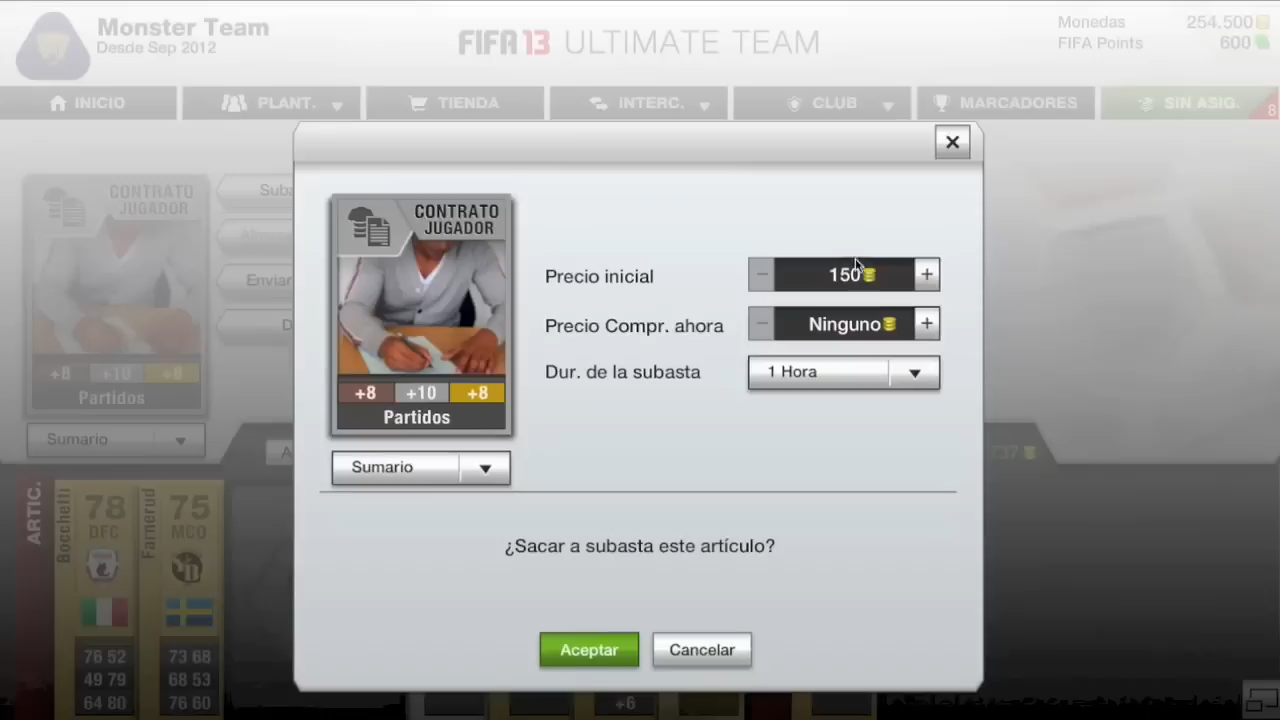 Monster Team
Desde Sep 2012
FIFA 13 ULTIMATE TEAM
Monedas 254.500
FIFA Points 600
INICIO PLANT. TIENDA INTERC. CLUB MARCADORES SIN ASIG. 8
×
CONTRATO
JUGADOR
Suba
Enviar
+8 +10 +8
Partidos
Sumario
CONTRATO
JUGADOR
+8 +10 +8
Partidos
Sumario
Precio inicial - 150 +
Precio Compr. ahora - Ninguno +
Dur. de la subasta 1 Hora
¿Sacar a subasta este artículo?
Aceptar Cancelar
ARTIC.
Bocchetti
78
DFC
76 52
49 79
64 80
Farnerud
75
MCO
73 68
68 53
76 60
+6